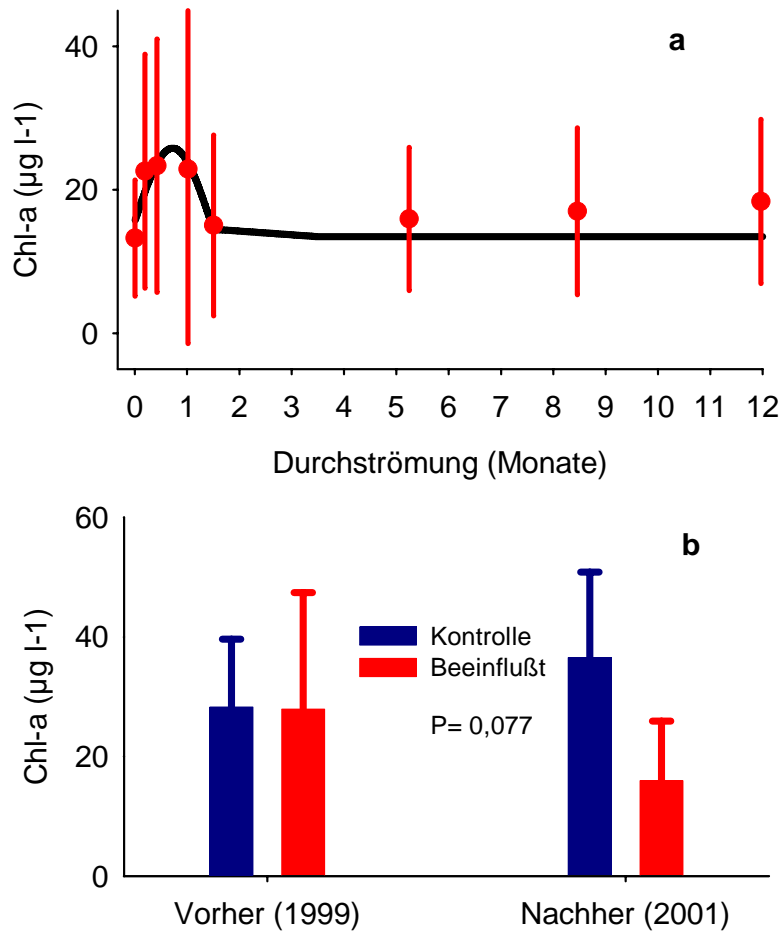 a
Chl-a (µg l-1)
40
20
0
0 1 2 3 4 5 6 7 8 9 10 11 12
Durchströmung (Monate)
b
Chl-a (µg l-1)
60
40
20
0
Kontrolle
Beeinflußt
P= 0,077
Vorher (1999) Nachher (2001)